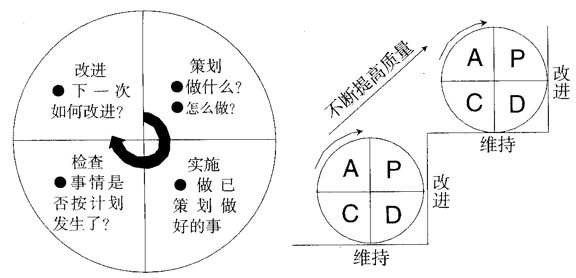 改进
●下一次
如何改进?
策划
●做什么?
●怎么做?
检查
●事情是
否按计划
发生了?
实施
●做已
策划做
好的事
不断提高质量
A P
C D
改进
维持
A P
C D
改进
维持